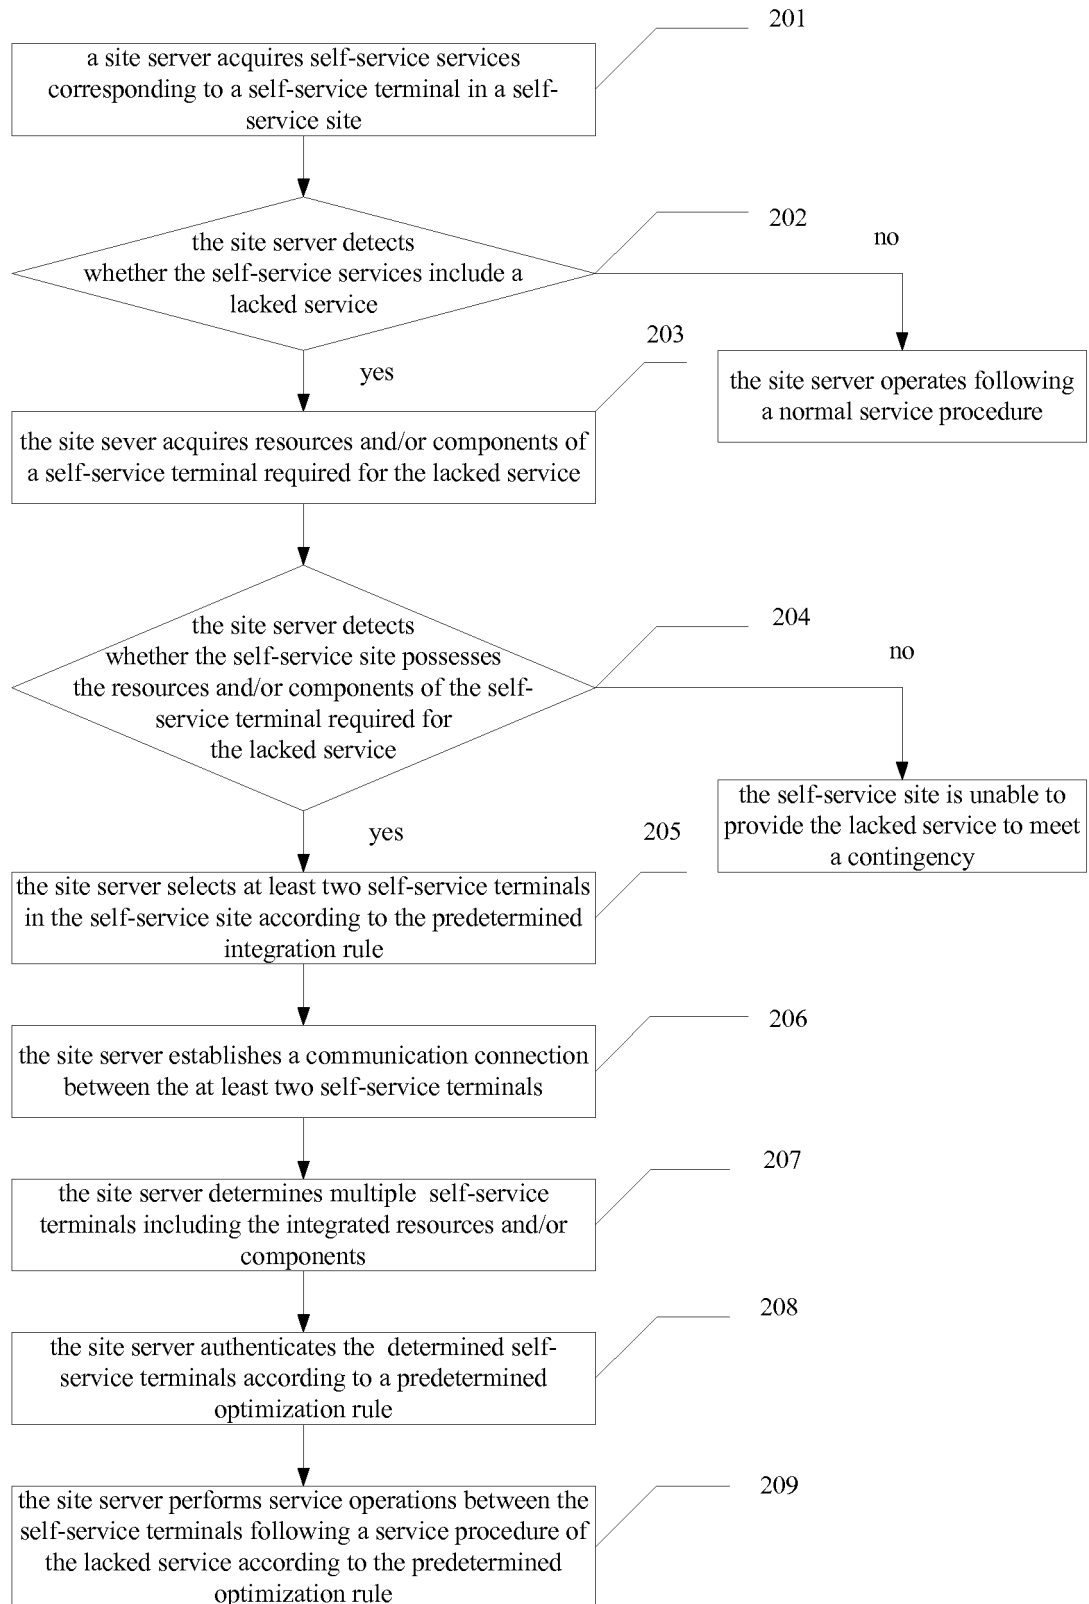 201
a site server acquires self-service services
corresponding to a self-service terminal in a self-
service site
202
no
the site server detects
whether the self-service services include a
lacked service
203
yes
the site server operates following
a normal service procedure
the site sever acquires resources and/or components of
a self-service terminal required for the lacked service
204
no
the site server detects
whether the self-service site possesses
the resources and/or components of the self-
service terminal required for
the lacked service
the self-service site is unable to
provide the lacked service to meet
a contingency
yes
205
the site server selects at least two self-service terminals
in the self-service site according to the predetermined
integration rule
206
the site server establishes a communication connection
between the at least two self-service terminals
207
the site server determines multiple self-service
terminals including the integrated resources and/or
components
208
the site server authenticates the determined self-
service terminals according to a predetermined
optimization rule
209
the site server performs service operations between the
self-service terminals following a service procedure of
the lacked service according to the predetermined
optimization rule